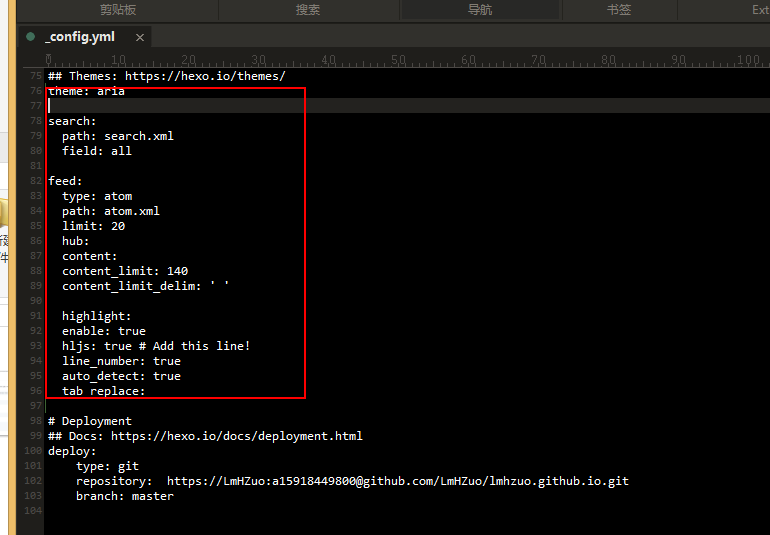 剪贴板 搜索 导航 书签 Ext
_config.yml ×
0 10 20 30 40 50 60 70 80 90 100
75 ## Themes: https://hexo.io/themes/
76 theme: aria
77
78 search:
79   path: search.xml
80   field: all
81
82 feed:
83   type: atom
84   path: atom.xml
85   limit: 20
86   hub:
87   content:
88   content_limit: 140
89   content_limit_delim: ' '
90
91   highlight:
92   enable: true
93   hljs: true # Add this line!
94   line_number: true
95   auto_detect: true
96   tab replace:
97
98 # Deployment
99 ## Docs: https://hexo.io/docs/deployment.html
100 deploy:
101     type: git
102     repository:  https://LmHZuo:a15918449800@github.com/LmHZuo/lmhzuo.github.io.git
103     branch: master
104
件